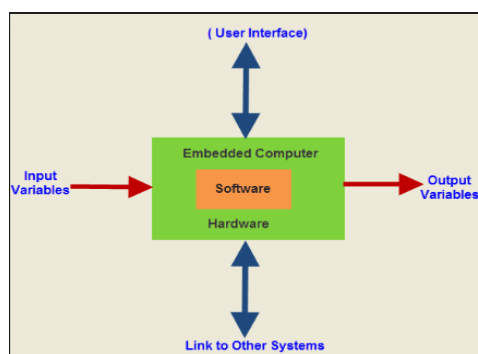 ( User Interface)
Embedded Computer
Input
Variables
Software
Output
Variables
Hardware
Link to Other Systems